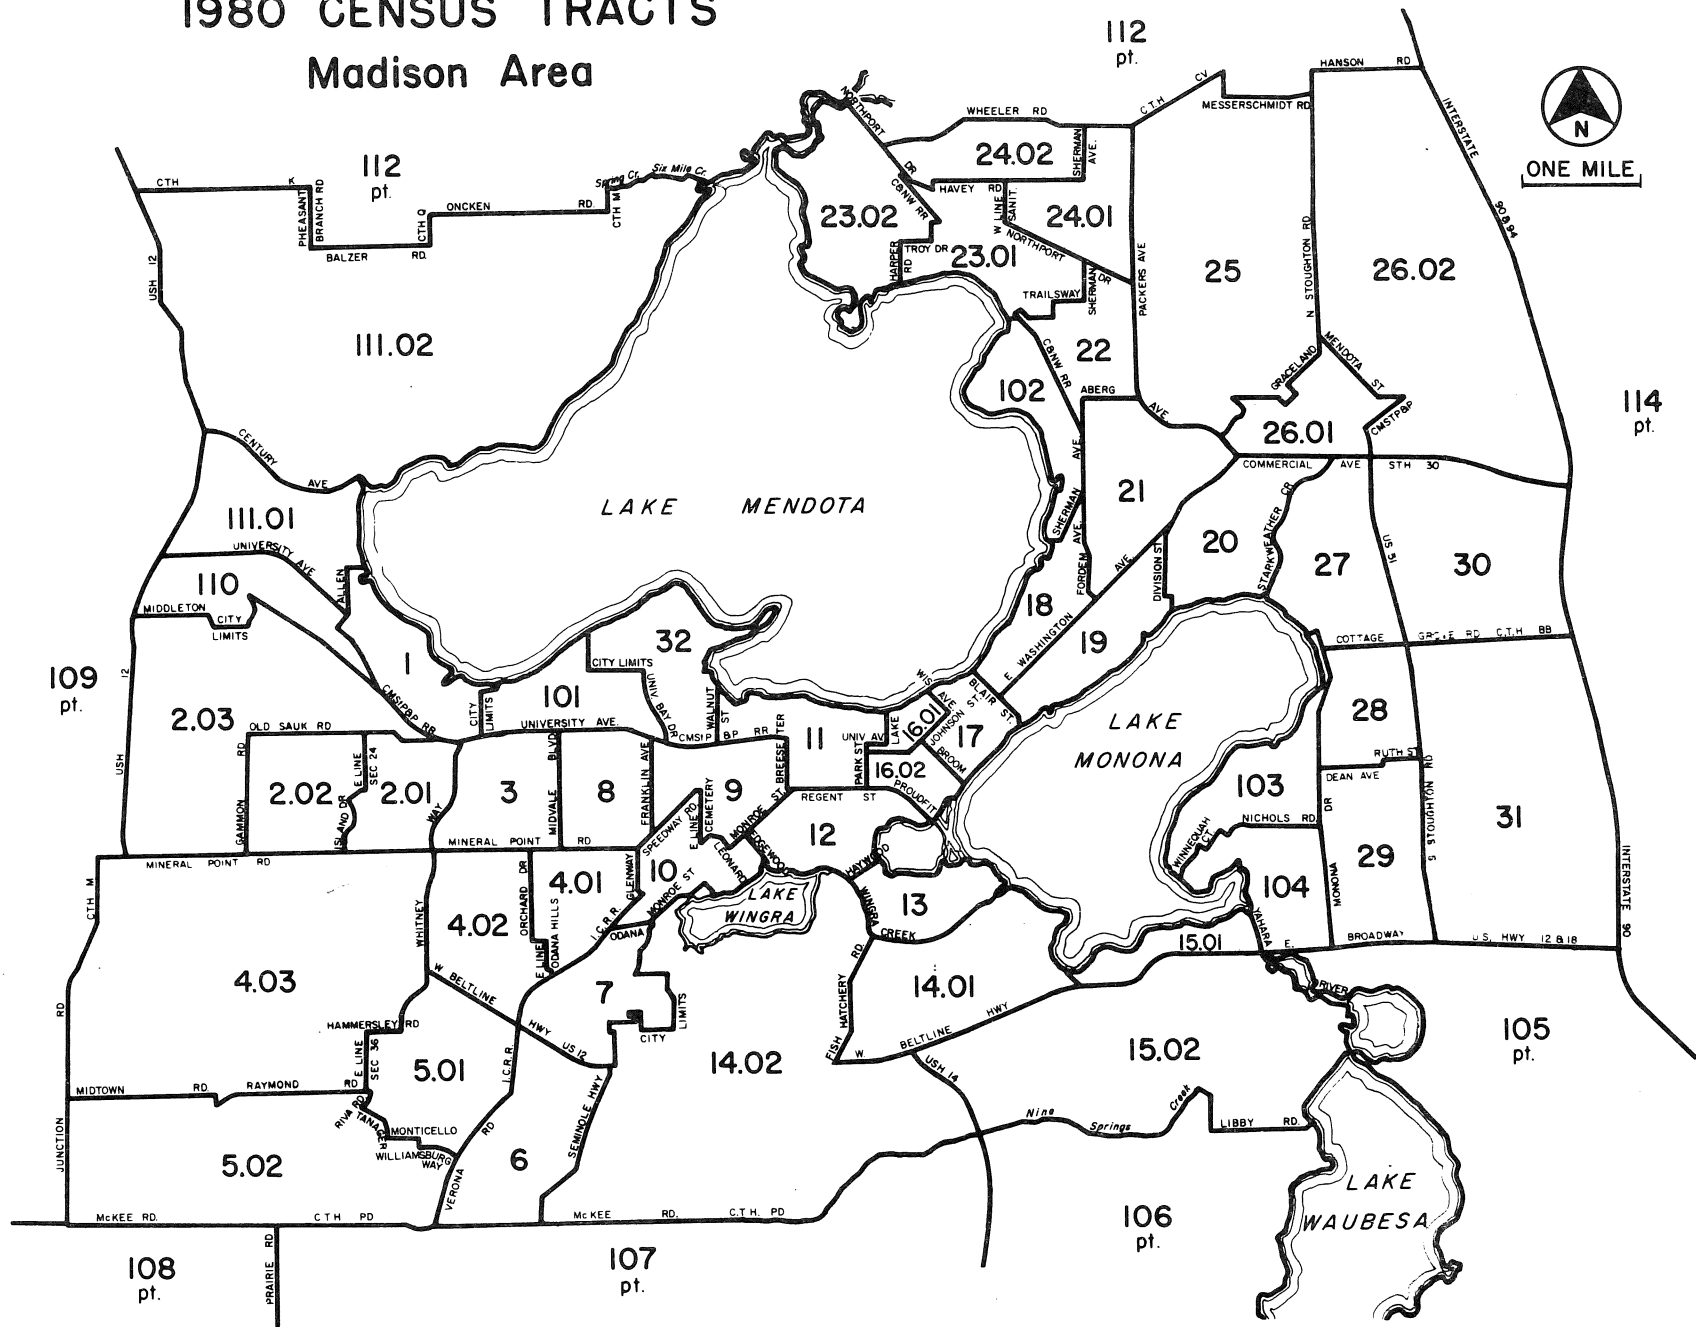 1980 CENSUS TRACTS
Madison Area
112
pt.
HANSON RD
CTH CV
MESSERSCHMIDT RD
INTERSTATE
90 & 94
N
ONE MILE
NORTHPORT
DR
WHEELER RD
24.02
SHERMAN
AVE.
112
pt.
CTH K
PHEASANT
BRANCH RD
CTH Q
ONCKEN RD.
CTH M
Spring Cr. Six Mile Cr.
BALZER RD.
C&NW RR
HAVEY RD
W LINE
SANIT.
24.01
23.02
TROY DR
HARPER
RD
23.01
NORTHPORT
DR
TRAILSWAY
SHERMAN
PACKERS AVE
25
N STOUGHTON RD
26.02
USH 12
111.02
C&NW RR
22
102
ABERG
AVE.
GRACELAND
MENDOTA ST
CMSTP&P
26.01
114
pt.
CENTURY
AVE
COMMERCIAL AVE STH 30
LAKE MENDOTA
21
SHERMAN
AVE.
111.01
UNIVERSITY
AVE
STARKWEATHER CR
20
US 51
27
30
110
ALLEN
FORDEM
AVE.
DIVISION ST
MIDDLETON
CITY
LIMITS
18
E WASHINGTON
AVE
19
COTTAGE GROVE RD C.T.H BB
109
pt.
USH 12
2.03
1
CMSTP&P RR
32
CITY LIMITS
UNIV BAY DR
101
CITY
LIMITS
WALNUT
ST
WIS. AVE.
BLAIR ST.
JOHNSON ST.
BROOM
17
LAKE
MONONA
28
OLD SAUK RD
UNIVERSITY AVE.
CMSTP &P RR
BREESE TER
11
UNIV AV
LAKE
16.01
PARK ST
16.02
PROUDFIT
RUTH ST
DEAN AVE
GAMMON RD
2.02
E LINE
SEC 24
ISLAND DR
2.01
WAY
3
MIDVALE BLVD
8
FRANKLIN AVE
9
CEMETERY
E LINE
SPEEDWAY RD.
MONROE ST.
REGENT ST
103
NICHOLS RD.
MONONA DR
S STOUGHTON RD
31
12
EDGEWOOD
LEONARD
WINNEQUAH
CT.
29
MINERAL POINT RD
MINERAL POINT RD
CTH M
ORCHARD DR
4.01
GLENWAY
10
MONROE ST
LAKE
WINGRA
HAYWOOD
WINGRA
CREEK
13
104
INTERSTATE 90
4.02
WHITNEY
E LINE
ODANA HILLS
I.C.R.R.
ODANA
YAHARA
RIVER
15.01
E. BROADWAY U.S. HWY 12 & 18
4.03
W BELTLINE
HWY
US 12
7
CITY
LIMITS
FISH HATCHERY RD.
14.01
W. BELTLINE HWY
HAMMERSLEY RD
E LINE
SEC 36
5.01
I.C.R.R.
14.02
USH 14
15.02
105
pt.
MIDTOWN RD. RAYMOND RD
RIVA RD.
TANAGER
MONTICELLO
WILLIAMSBURG
WAY
VERONA RD
SEMINOLE HWY
Nine Springs Creek
LIBBY RD.
JUNCTION RD
5.02
6
LAKE
WAUBESA
McKEE RD. CTH PD
McKEE RD. C.T.H. PD
106
pt.
108
pt.
PRAIRIE RD
107
pt.